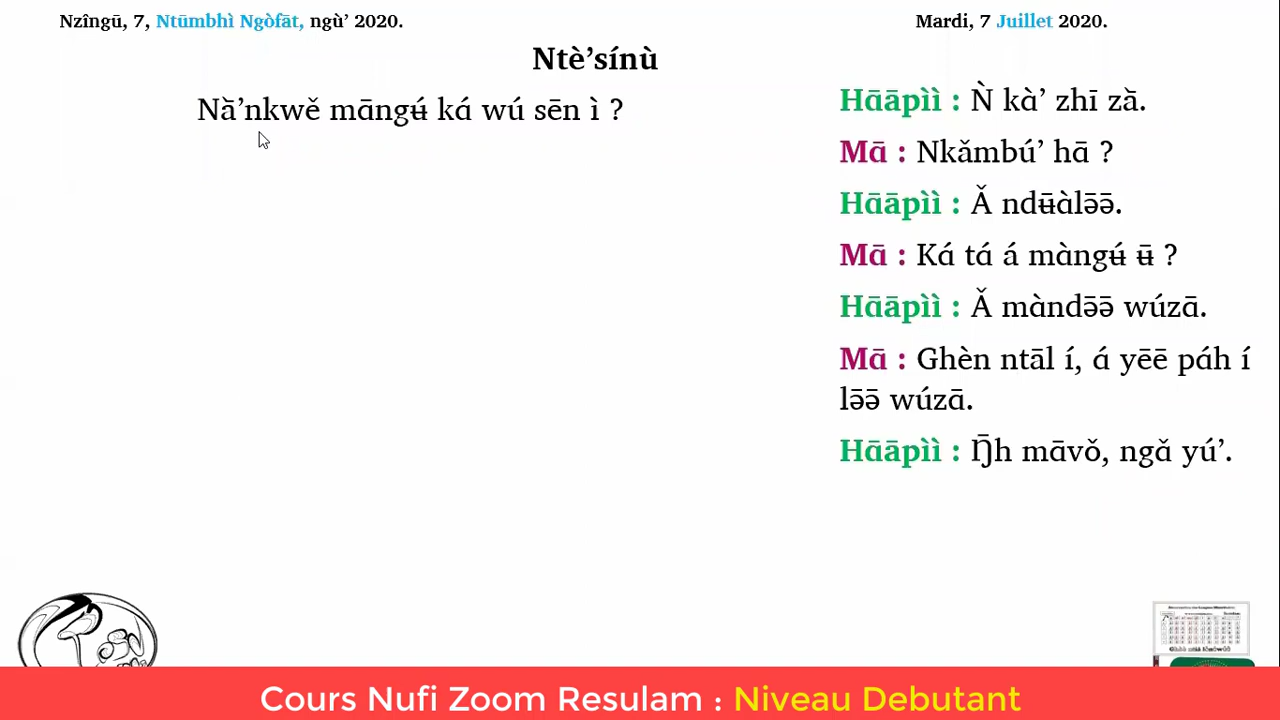 Nzîngū, 7, Ntūmbhì Ngòfāt, ngù’ 2020.
Mardi, 7 Juillet 2020.
Ntè’sínù
Nā’nkwě māngʉ́ ká wú sēn ì ?
Hāāpìì : Ǹ kà’ zhī zā.
Mā : Nkǎmbú’ hā ?
Hāāpìì : Ǎ ndʉ̄àlə̄ə̄.
Mā : Ká tá á màngʉ́ ʉ̄ ?
Hāāpìì : Ǎ màndə̄ə̄ wúzā.
Mā : Ghèn ntāl í, á yēē páh í
lə̄ə̄ wúzā.
Hāāpìì : Ŋ̄h māvǒ, ngǎ yú’.
Cours Nufi Zoom Resulam : Niveau Debutant